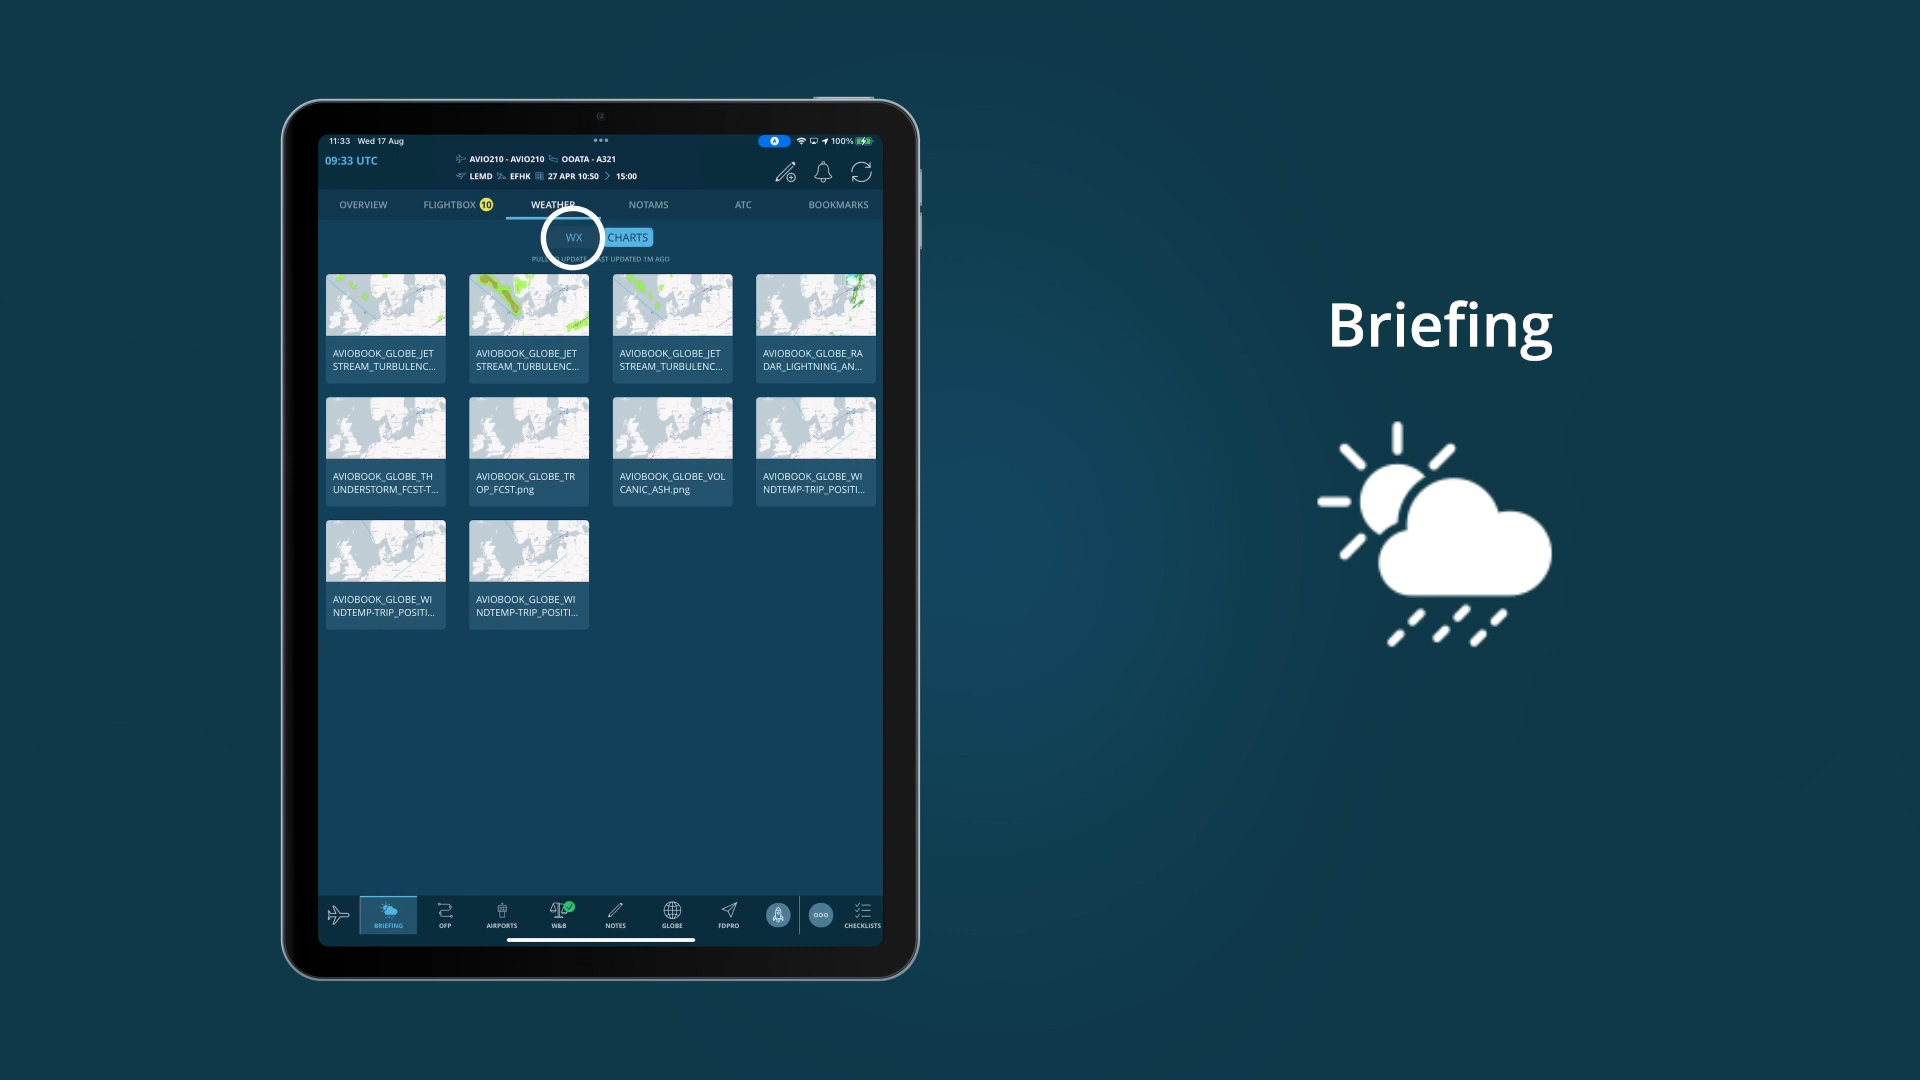 11:33 Wed 17 Aug
100%
09:33 UTC
AVIO210 - AVIO210 OOATA - A321
LEMD EFHK 27 APR 10:50 15:00
OVERVIEW FLIGHTBOX 10 WEATHER NOTAMS ATC BOOKMARKS
WX CHARTS
UPDATE LAST UPDATED 1M AGO
AVIOBOOK_GLOBE_JET
STREAM_TURBULENC...
AVIOBOOK_GLOBE_JET
STREAM_TURBULENC...
AVIOBOOK_GLOBE_JET
STREAM_TURBULENC...
AVIOBOOK_GLOBE_RA
DAR_LIGHTNING_AN...
AVIOBOOK_GLOBE_TH
UNDERSTORM_FCST-T...
AVIOBOOK_GLOBE_TR
OP_FCST.png
AVIOBOOK_GLOBE_VOL
CANIC_ASH.png
AVIOBOOK_GLOBE_WI
NDTEMP-TRIP_POSITI...
AVIOBOOK_GLOBE_WI
NDTEMP-TRIP_POSITI...
AVIOBOOK_GLOBE_WI
NDTEMP-TRIP_POSITI...
BRIEFING OFP AIRPORTS W&B NOTES GLOBE FDPRO CHECKLISTS
Briefing